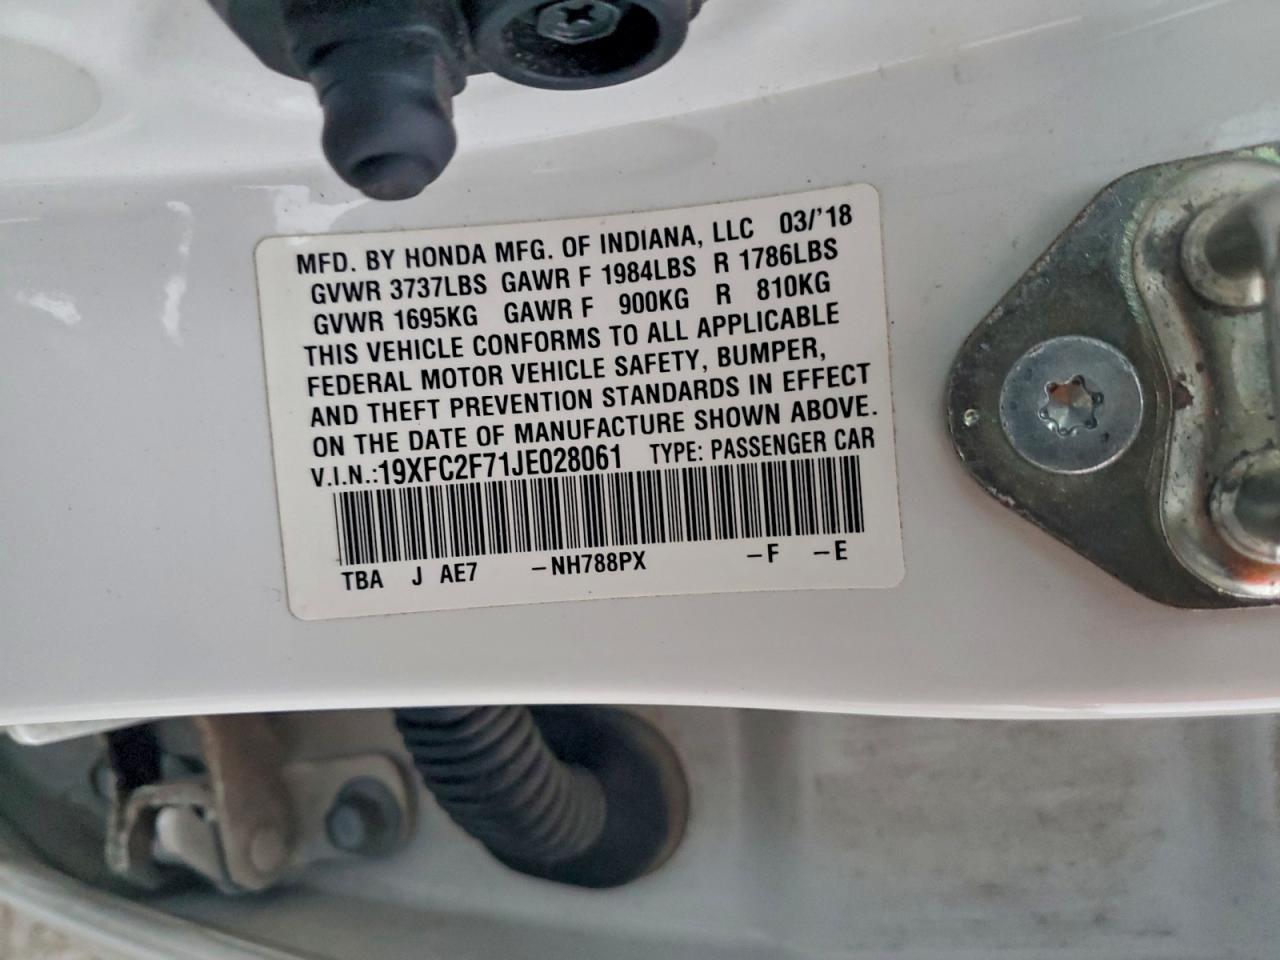 MFD. BY HONDA MFG. OF INDIANA, LLC 03/'18
GVWR 3737LBS GAWR F 1984LBS R 1786LBS
GVWR 1695KG GAWR F 900KG R 810KG
THIS VEHICLE CONFORMS TO ALL APPLICABLE
FEDERAL MOTOR VEHICLE SAFETY, BUMPER,
AND THEFT PREVENTION STANDARDS IN EFFECT
ON THE DATE OF MANUFACTURE SHOWN ABOVE.
V.I.N.:19XFC2F71JE028061 TYPE: PASSENGER CAR
TBA J AE7 –NH788PX –F –E